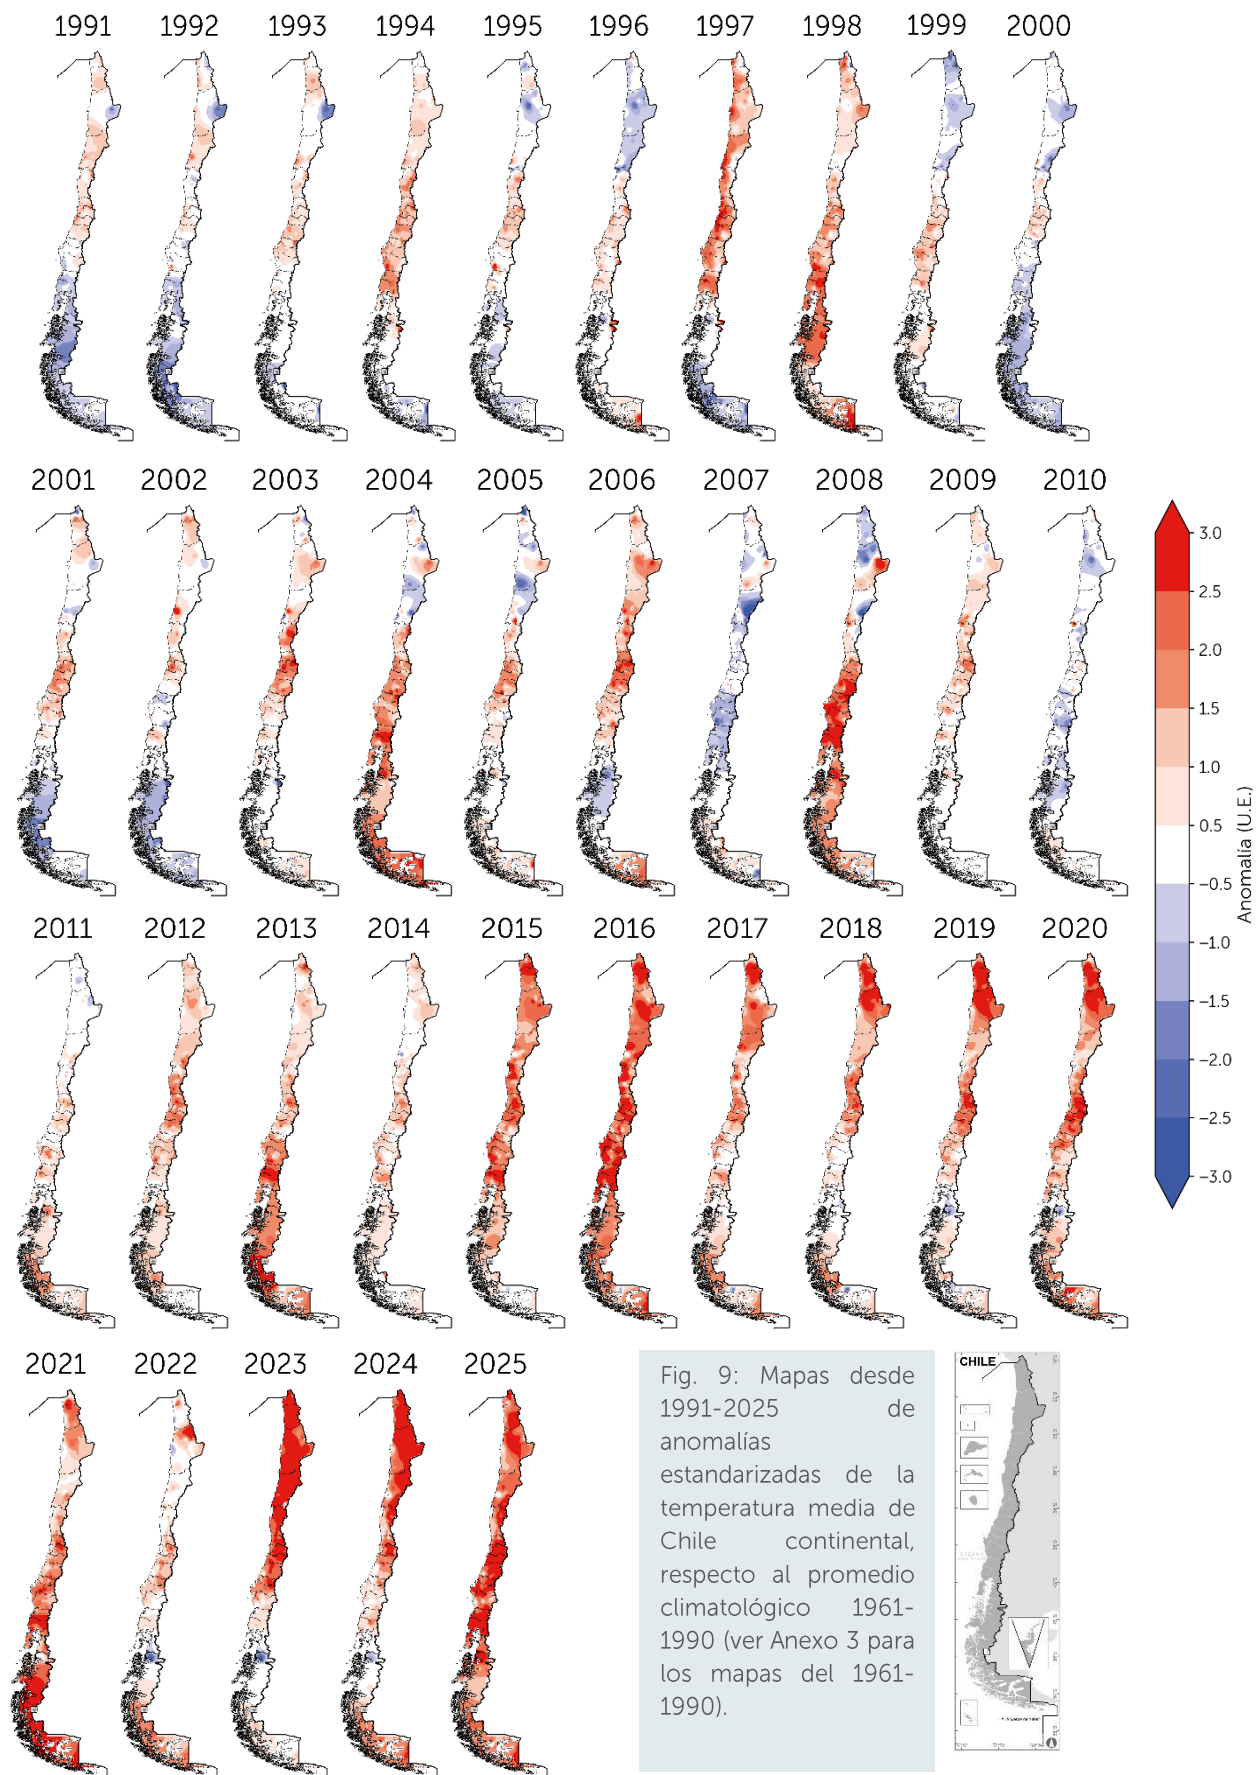 1991 1992 1993 1994 1995 1996 1997 1998 1999 2000
2001 2002 2003 2004 2005 2006 2007 2008 2009 2010
3.0
2.5
2.0
1.5
1.0
0.5
−0.5
−1.0
−1.5
−2.0
−2.5
−3.0
Anomalía (U.E.)
2011 2012 2013 2014 2015 2016 2017 2018 2019 2020
2021 2022 2023 2024 2025
Fig. 9: Mapas desde
1991-2025 de
anomalías
estandarizadas de la
temperatura media de
Chile continental,
respecto al promedio
climatológico 1961-
1990 (ver Anexo 3 para
los mapas del 1961-
1990).
CHILE